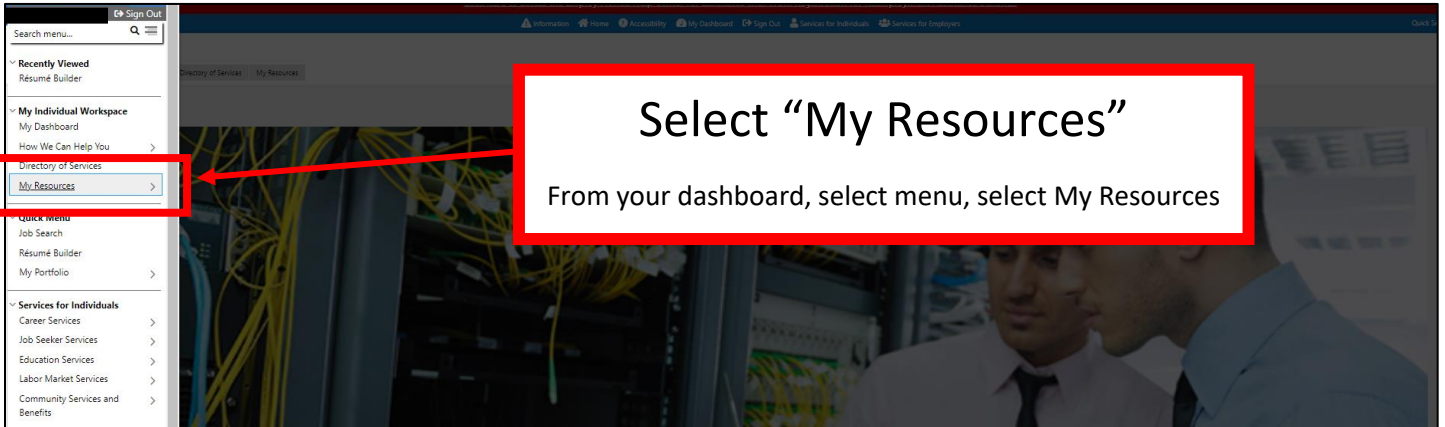 Sign Out
Search menu...
Recently Viewed
Résumé Builder
My Individual Workspace
My Dashboard
How We Can Help You
Directory of Services
My Resources
Quick Menu
Job Search
Résumé Builder
My Portfolio
Services for Individuals
Career Services
Job Seeker Services
Education Services
Labor Market Services
Community Services and
Benefits
Information Home Accessibility My Dashboard Sign Out Services for Individuals Services for Employers
Directory of Services My Resources
Select “My Resources”
From your dashboard, select menu, select My Resources